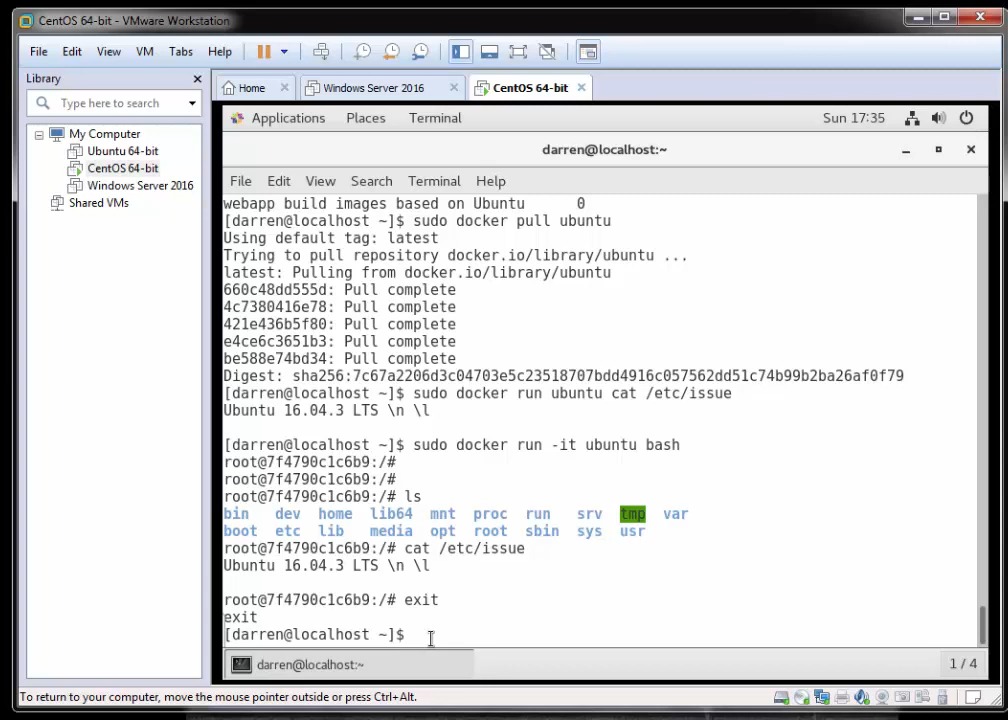 CentOS 64-bit - VMware Workstation
File Edit View VM Tabs Help
Library
Type here to search
My Computer
Ubuntu 64-bit
CentOS 64-bit
Windows Server 2016
Shared VMs
Home Windows Server 2016 CentOS 64-bit
Applications Places Terminal Sun 17:35
darren@localhost:~
File Edit View Search Terminal Help
webapp build images based on Ubuntu 0
[darren@localhost ~]$ sudo docker pull ubuntu
Using default tag: latest
Trying to pull repository docker.io/library/ubuntu ...
latest: Pulling from docker.io/library/ubuntu
660c48dd555d: Pull complete
4c7380416e78: Pull complete
421e436b5f80: Pull complete
e4ce6c3651b3: Pull complete
be588e74bd34: Pull complete
Digest: sha256:7c67a2206d3c04703e5c23518707bdd4916c057562dd51c74b99b2ba26af0f79
[darren@localhost ~]$ sudo docker run ubuntu cat /etc/issue
Ubuntu 16.04.3 LTS \n \l
[darren@localhost ~]$ sudo docker run -it ubuntu bash
root@7f4790c1c6b9:/#
root@7f4790c1c6b9:/#
root@7f4790c1c6b9:/# ls
bin dev home lib64 mnt proc run srv tmp var
boot etc lib media opt root sbin sys usr
root@7f4790c1c6b9:/# cat /etc/issue
Ubuntu 16.04.3 LTS \n \l
root@7f4790c1c6b9:/# exit
exit
[darren@localhost ~]$
darren@localhost:~ 1 / 4
To return to your computer, move the mouse pointer outside or press Ctrl+Alt.